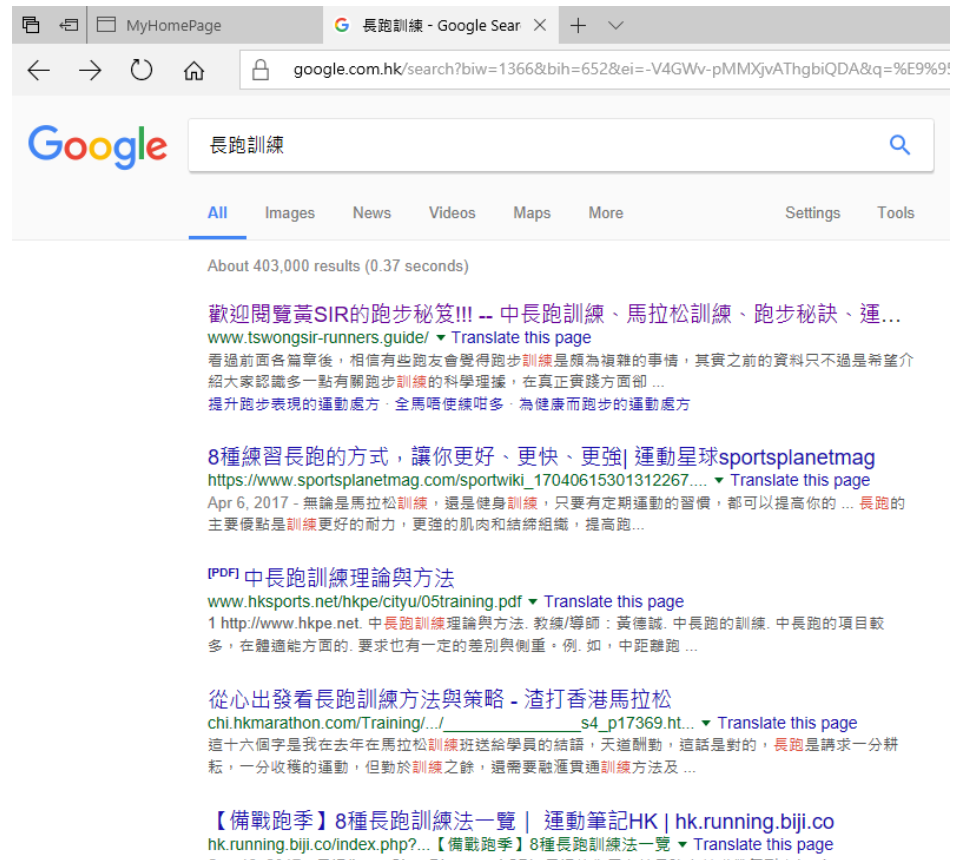 MyHomePage
長跑訓練 - Google Sear
google.com.hk/search?biw=1366&bih=652&ei=-V4GWv-pMMXjvAThgbiQDA&q=%E9%95
Google
長跑訓練
All Images News Videos Maps More Settings Tools
About 403,000 results (0.37 seconds)
歡迎閱覽黃SIR的跑步秘笈!!! -- 中長跑訓練、馬拉松訓練、跑步秘訣、運...
www.tswongsir-runners.guide/ ▼ Translate this page
看過前面各篇章後，相信有些跑友會覺得跑步訓練是頗為複雜的事情，其實之前的資料只不過是希望介
紹大家認識多一點有關跑步訓練的科學理據，在真正實踐方面卻 ...
提升跑步表現的運動處方 · 全馬唔使練咁多 · 為健康而跑步的運動處方
8種練習長跑的方式，讓你更好、更快、更強| 運動星球sportsplanetmag
https://www.sportsplanetmag.com/sportwiki_17040615301312267.... ▼ Translate this page
Apr 6, 2017 - 無論是馬拉松訓練，還是健身訓練，只要有定期運動的習慣，都可以提高你的 ... 長跑的
主要優點是訓練更好的耐力，更強的肌肉和結締組織，提高跑...
[PDF] 中長跑訓練理論與方法
www.hksports.net/hkpe/cityu/05training.pdf ▼ Translate this page
1 http://www.hkpe.net. 中長跑訓練理論與方法. 教練/導師：黃德誠. 中長跑的訓練. 中長跑的項目較
多，在體適能方面的. 要求也有一定的差別與側重。例. 如，中距離跑 ...
從心出發看長跑訓練方法與策略 - 渣打香港馬拉松
chi.hkmarathon.com/Training/.../_______________s4_p17369.ht... ▼ Translate this page
這十六個字是我在去年在馬拉松訓練班送給學員的結語，天道酬勤，這話是對的，長跑是講求一分耕
耘，一分收穫的運動，但勤於訓練之餘，還需要融滙貫通訓練方法及 ...
【備戰跑季】8種長跑訓練法一覽 | 運動筆記HK | hk.running.biji.co
hk.running.biji.co/index.php?...【備戰跑季】8種長跑訓練法一覽 ▼ Translate this page